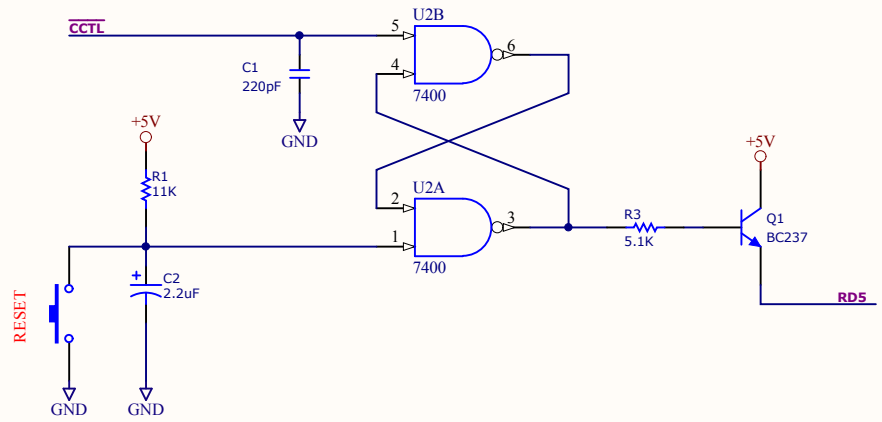 CCTL
U2B
5
6
4
7400
C1
220pF
GND
+5V
R1
11K
U2A
2
3
1
7400
R3
5.1K
+5V
Q1
BC237
RD5
+
C2
2.2uF
RESET
GND
GND